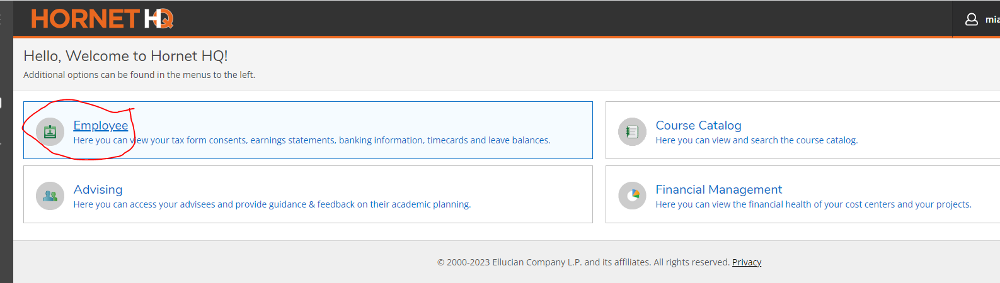 HORNET HQ
mia
Hello, Welcome to Hornet HQ!
Additional options can be found in the menus to the left.
Employee
Here you can view your tax form consents, earnings statements, banking information, timecards and leave balances.
Course Catalog
Here you can view and search the course catalog.
Advising
Here you can access your advisees and provide guidance & feedback on their academic planning.
Financial Management
Here you can view the financial health of your cost centers and your projects.
© 2000-2023 Ellucian Company L.P. and its affiliates. All rights reserved. Privacy